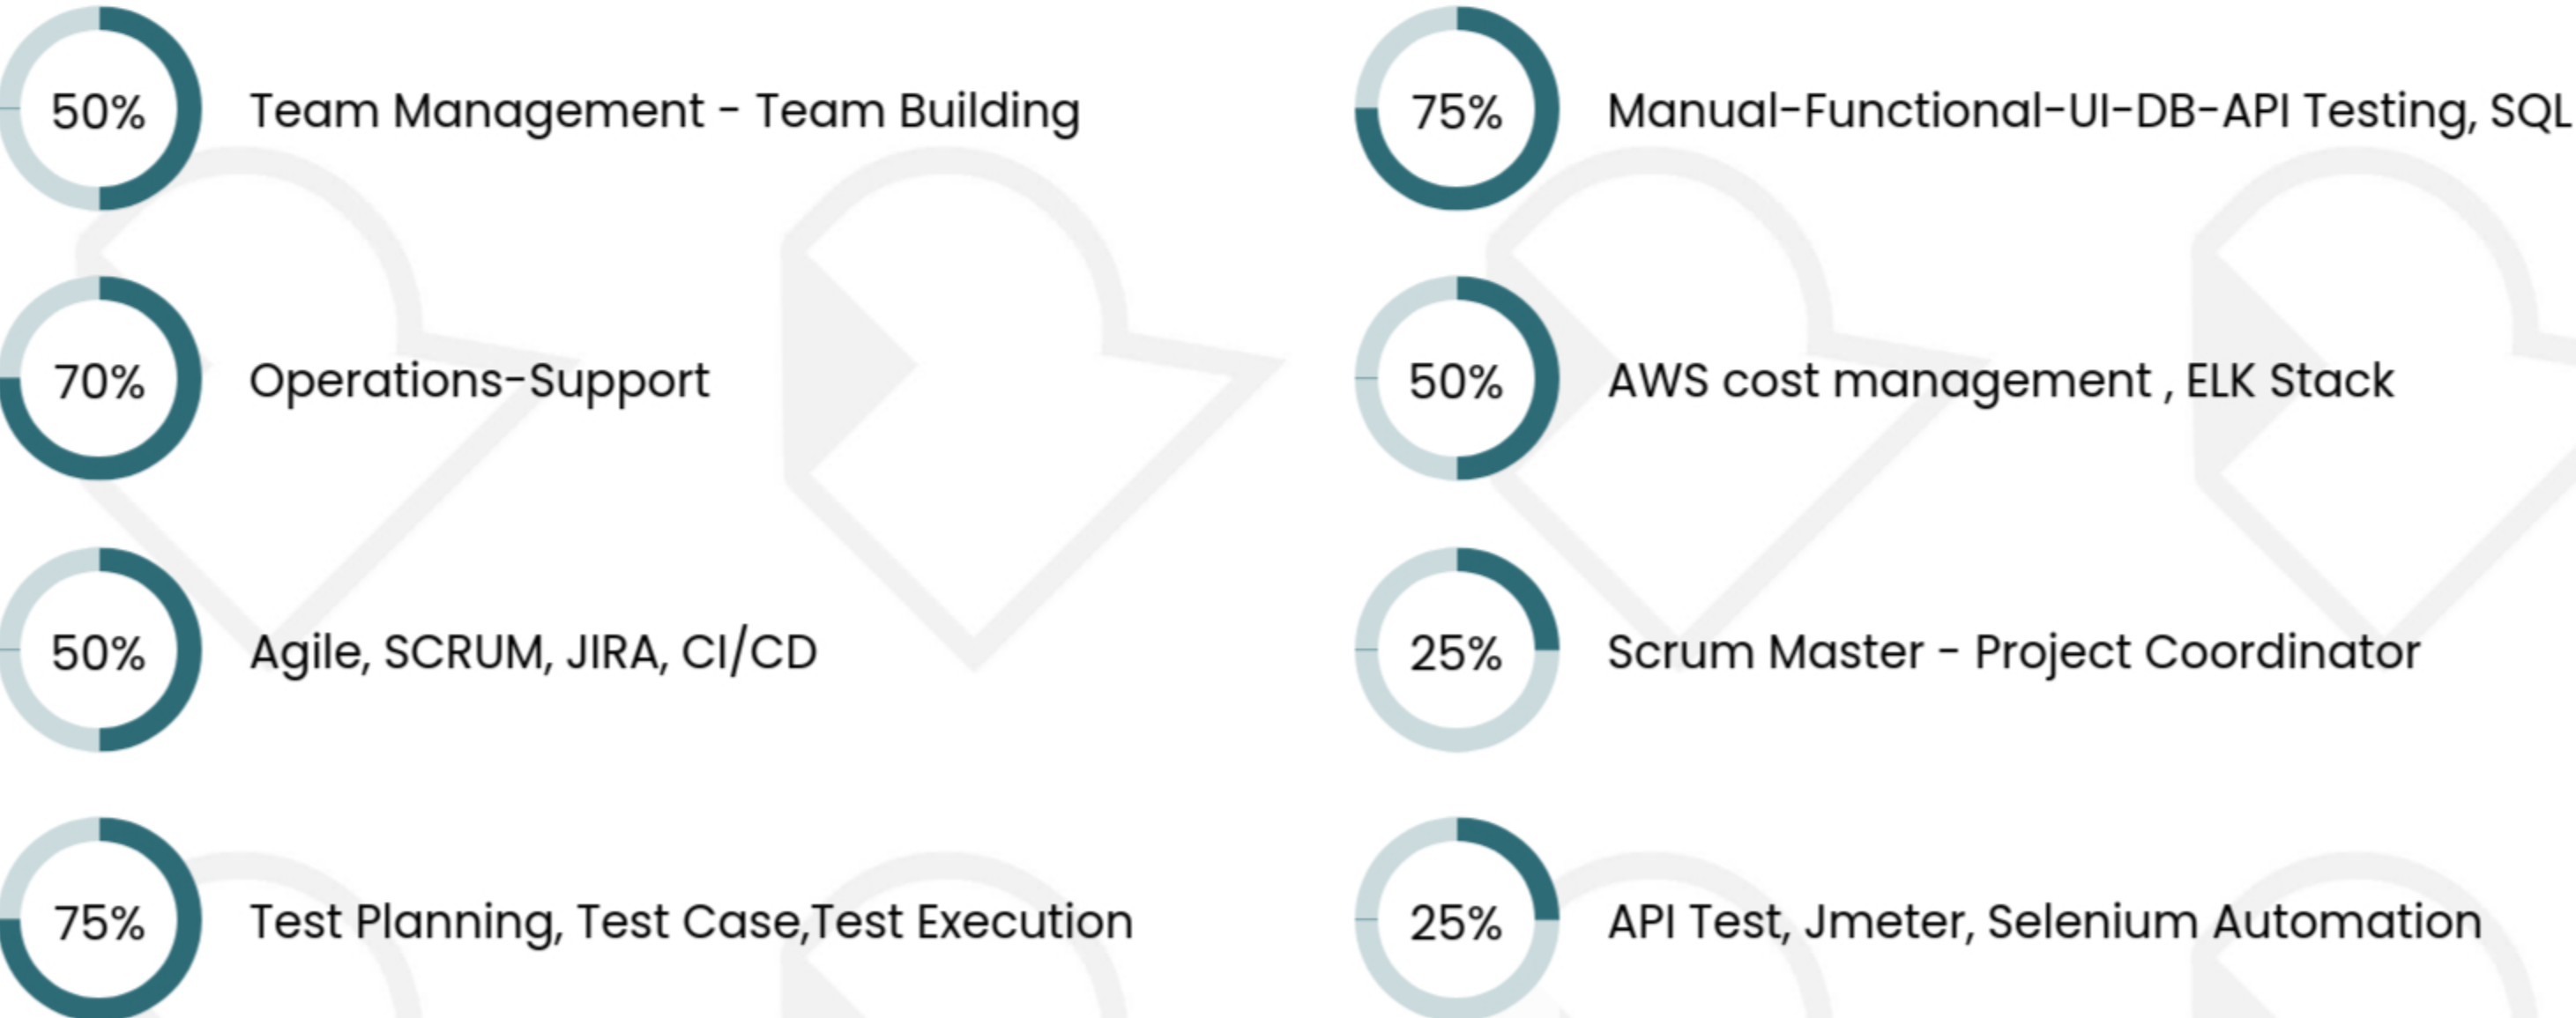 50% Team Management - Team Building
75% Manual-Functional-UI-DB-API Testing, SQL
70% Operations-Support
50% AWS cost management , ELK Stack
50% Agile, SCRUM, JIRA, CI/CD
25% Scrum Master - Project Coordinator
75% Test Planning, Test Case,Test Execution
25% API Test, Jmeter, Selenium Automation